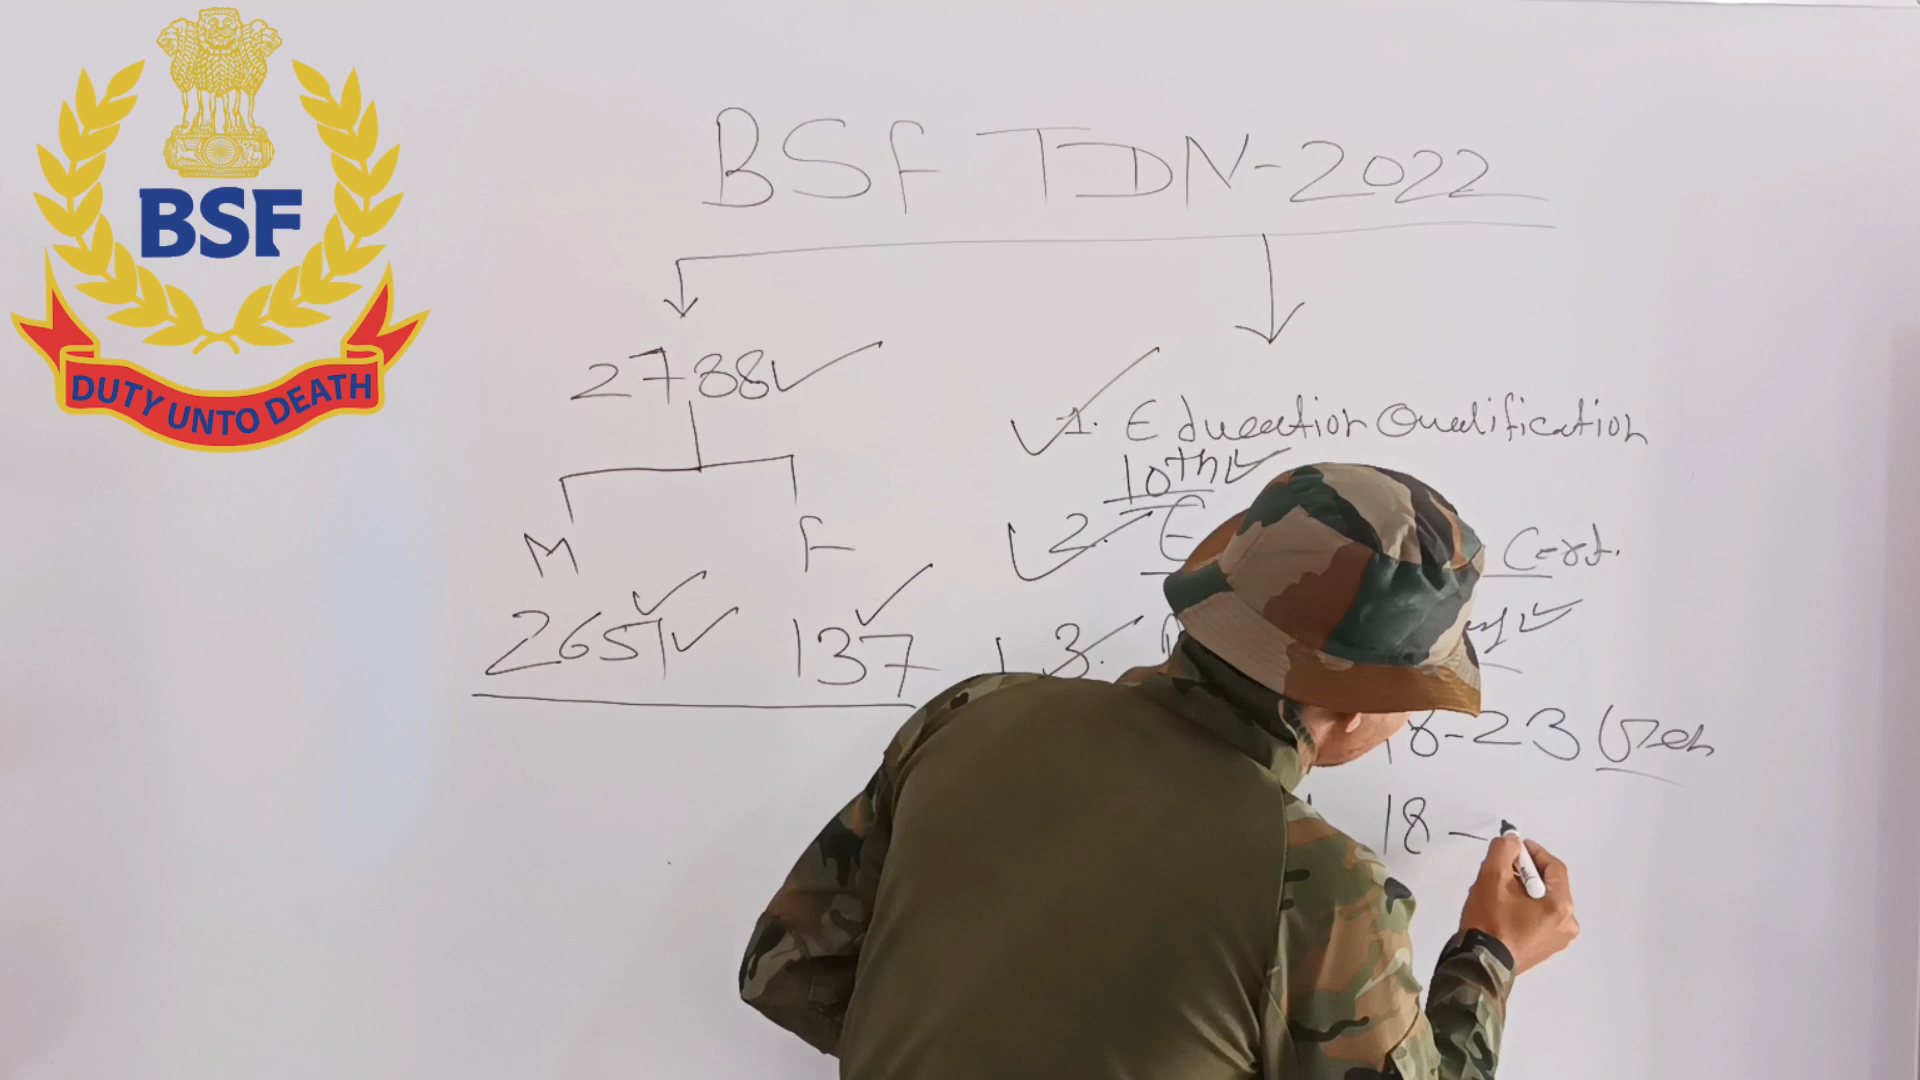 BSF
DUTY UNTO DEATH
BSF TDN-2022
2788
M F
2651 137
1. Education Qualification
10th
2. Cert.
3.
18-23
18-